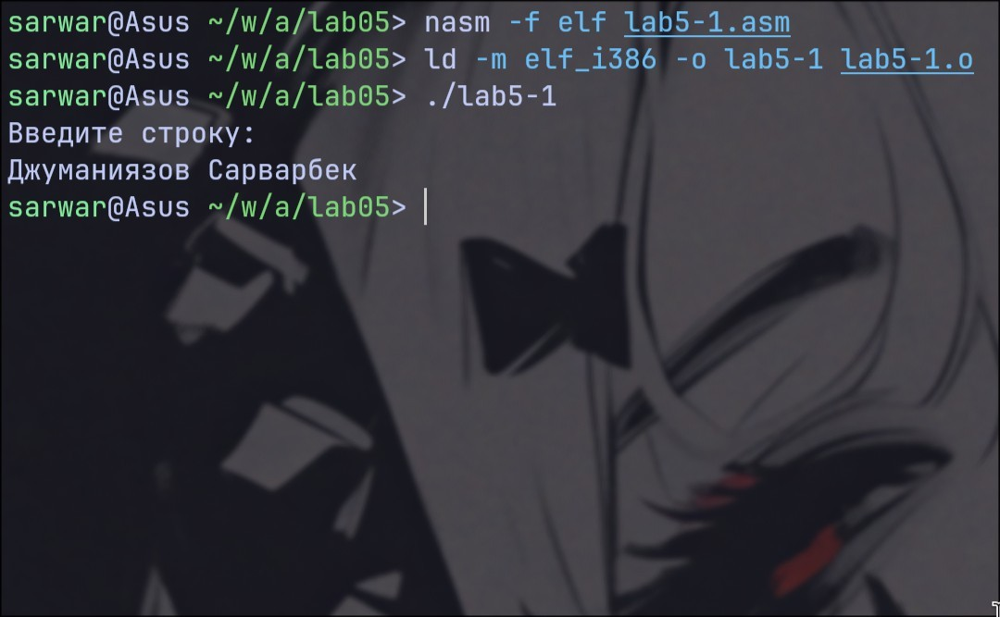 sarwar@Asus ~/w/a/lab05> nasm -f elf lab5-1.asm
sarwar@Asus ~/w/a/lab05> ld -m elf_i386 -o lab5-1 lab5-1.o
sarwar@Asus ~/w/a/lab05> ./lab5-1
Введите строку:
Джуманиязов Сарварбек
sarwar@Asus ~/w/a/lab05>